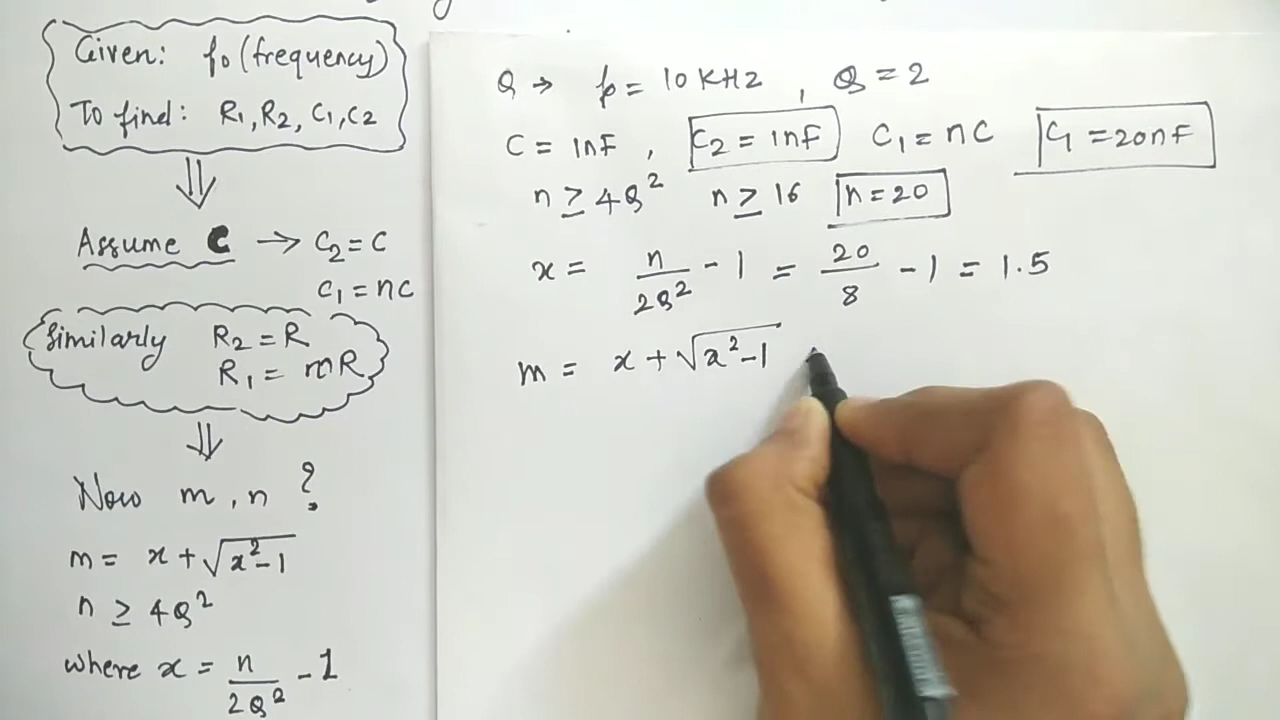 Given: f0 (frequency)
To find: R1, R2, C1, C2
Assume C → C2 = C
C1 = nC
Similarly R2 = R
R1 = mR
Now m, n ?
m = x + √x²-1
n ≥ 4Q²
where x = n/2Q² - 1
Q → fo = 10 KHz , Q = 2
C = 1nF , C2 = 1nF C1 = nC C1 = 20nF
n ≥ 4Q² n ≥ 16 n = 20
x = n/2Q² - 1 = 20/8 - 1 = 1.5
m = x + √x²-1